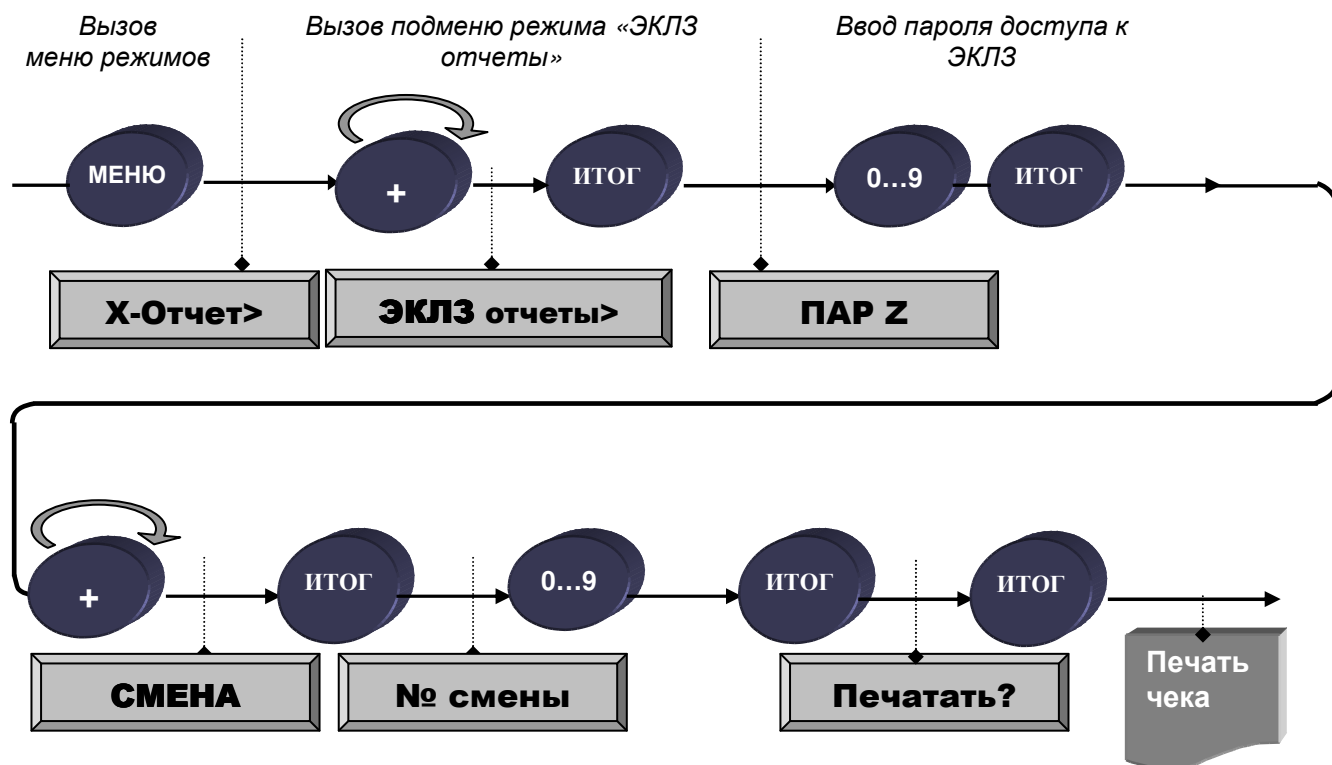 Вызов
меню режимов
Вызов подменю режима «ЭКЛЗ
отчеты»
Ввод пароля доступа к
ЭКЛЗ
МЕНЮ
+
ИТОГ
0...9
ИТОГ
Х-Отчет>
ЭКЛЗ отчеты>
ПАР Z
+
ИТОГ
0...9
ИТОГ
ИТОГ
СМЕНА
№ смены
Печатать?
Печать
чека